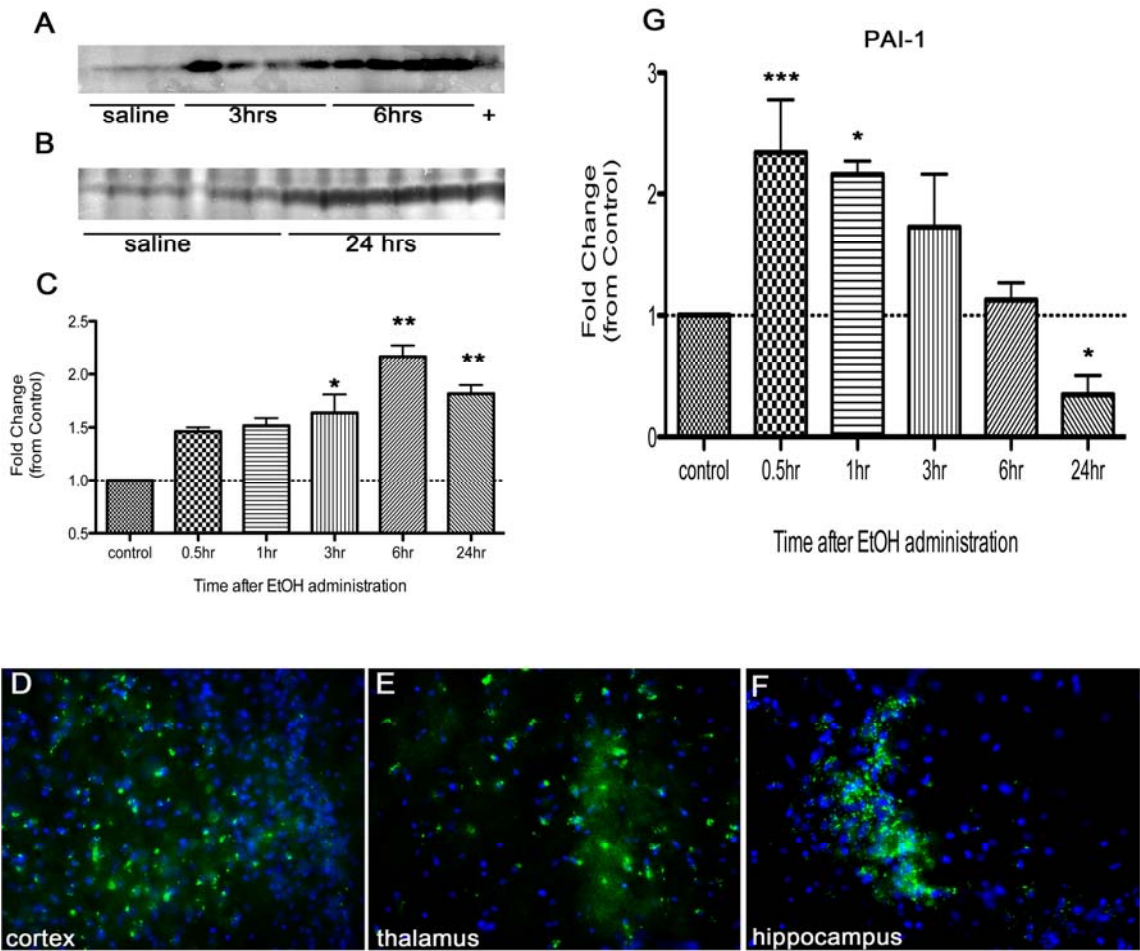 A
saline 3hrs 6hrs +
B
saline 24 hrs
C
2.5
2.0
1.5
1.0
0.5
Fold Change
(from Control)
*
**
**
control 0.5hr 1hr 3hr 6hr 24hr
Time after EtOH administration
G
PAI-1
3
2
1
0
Fold Change
(from Control)
***
*
*
control 0.5hr 1hr 3hr 6hr 24hr
Time after EtOH administration
D
cortex
E
thalamus
F
hippocampus